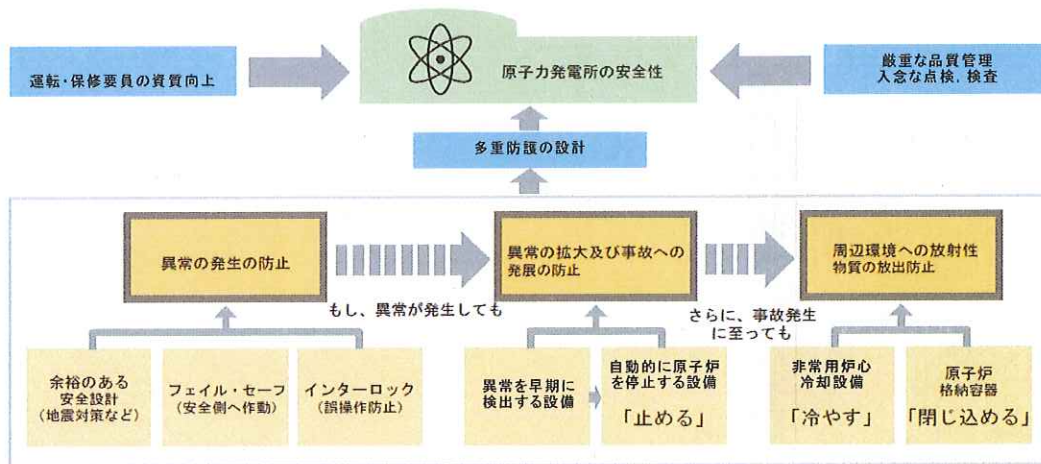 原子力発電所の安全性
運転・保修要員の資質向上
厳重な品質管理
入念な点検、検査
多重防護の設計
異常の発生の防止
もし、異常が発生しても
異常の拡大及び事故への
発展の防止
さらに、事故発生
に至っても
周辺環境への放射性
物質の放出防止
余裕のある
安全設計
(地震対策など)
フェイル・セーフ
(安全側へ作動)
インターロック
(誤操作防止)
異常を早期に
検出する設備
自動的に原子炉
を停止する設備
「止める」
非常用炉心
冷却設備
「冷やす」
原子炉
格納容器
「閉じ込める」